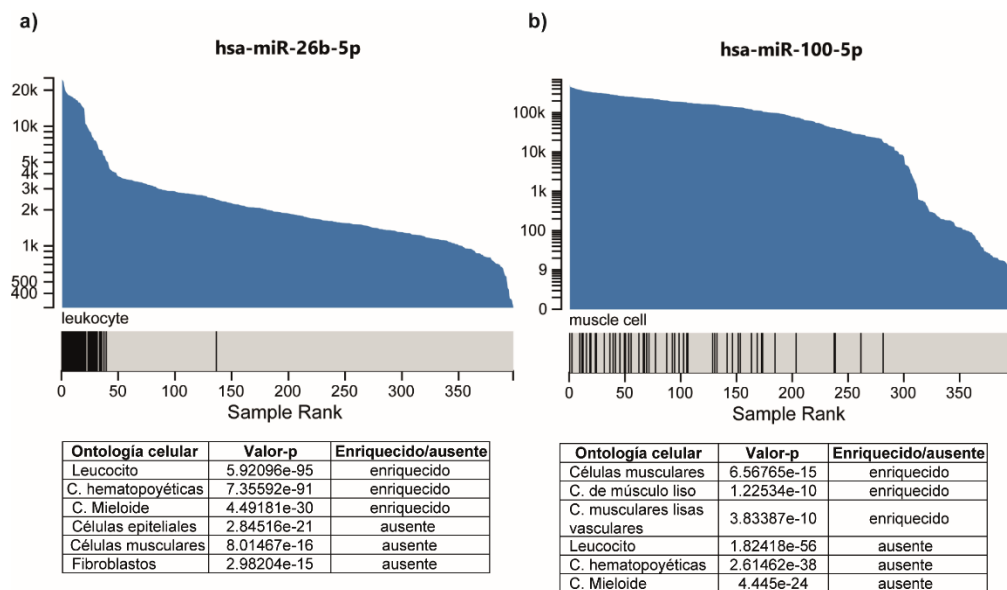 a)
hsa-miR-26b-5p
20k
10k
5k
4k
3k
2k
1k
500
400
leukocyte
0 50 100 150 200 250 300 350
Sample Rank
Ontología celular Valor-p Enriquecido/ausente
Leucocito 5.92096e-95 enriquecido
C. hematopoyéticas 7.35592e-91 enriquecido
C. Mieloide 4.49181e-30 enriquecido
Células epiteliales 2.84516e-21 ausente
Células musculares 8.01467e-16 ausente
Fibroblastos 2.98204e-15 ausente
b)
hsa-miR-100-5p
100k
10k
1k
100
9
0
muscle cell
0 50 100 150 200 250 300 350
Sample Rank
Ontología celular Valor-p Enriquecido/ausente
Células musculares 6.56765e-15 enriquecido
C. de músculo liso 1.22534e-10 enriquecido
C. musculares lisas
vasculares 3.83387e-10 enriquecido
Leucocito 1.82418e-56 ausente
C. hematopoyéticas 2.61462e-38 ausente
C. Mieloide 4.445e-24 ausente